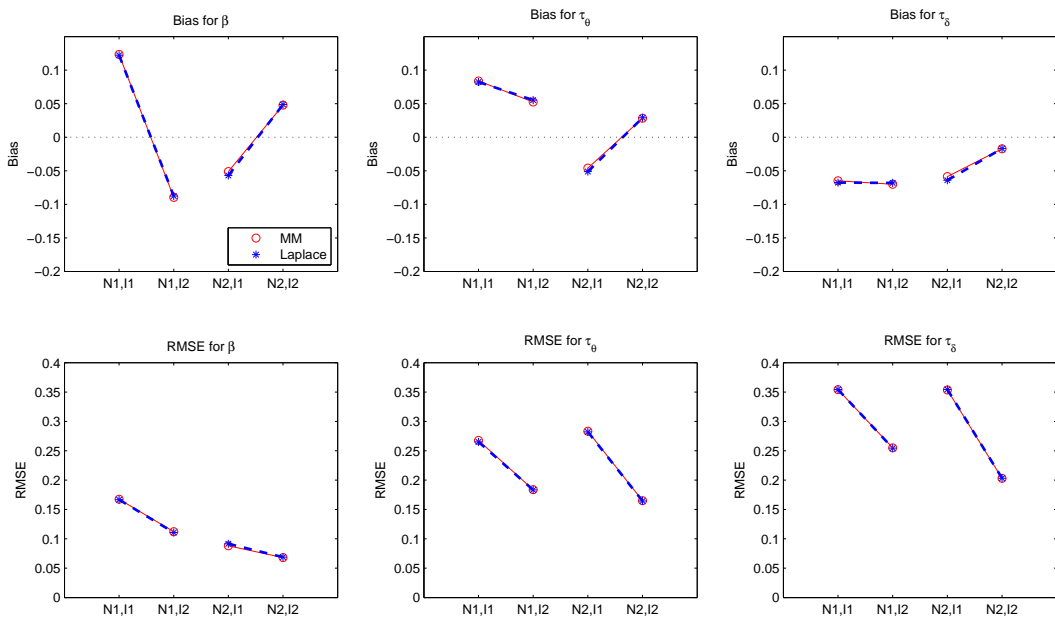 Bias for β
Bias
0.1
0.05
0
−0.05
−0.1
−0.15
−0.2
N1,I1 N1,I2 N2,I1 N2,I2
MM
Laplace
Bias for τθ
Bias
0.1
0.05
0
−0.05
−0.1
−0.15
−0.2
N1,I1 N1,I2 N2,I1 N2,I2
Bias for τδ
Bias
0.1
0.05
0
−0.05
−0.1
−0.15
−0.2
N1,I1 N1,I2 N2,I1 N2,I2
RMSE for β
RMSE
0.4
0.35
0.3
0.25
0.2
0.15
0.1
0.05
0
N1,I1 N1,I2 N2,I1 N2,I2
RMSE for τθ
RMSE
0.4
0.35
0.3
0.25
0.2
0.15
0.1
0.05
0
N1,I1 N1,I2 N2,I1 N2,I2
RMSE for τδ
RMSE
0.4
0.35
0.3
0.25
0.2
0.15
0.1
0.05
0
N1,I1 N1,I2 N2,I1 N2,I2